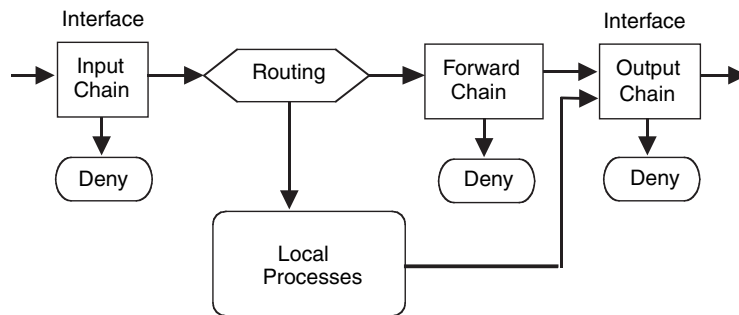 Interface
Interface
Input
Chain
Routing
Forward
Chain
Output
Chain
Deny
Deny
Deny
Local
Processes